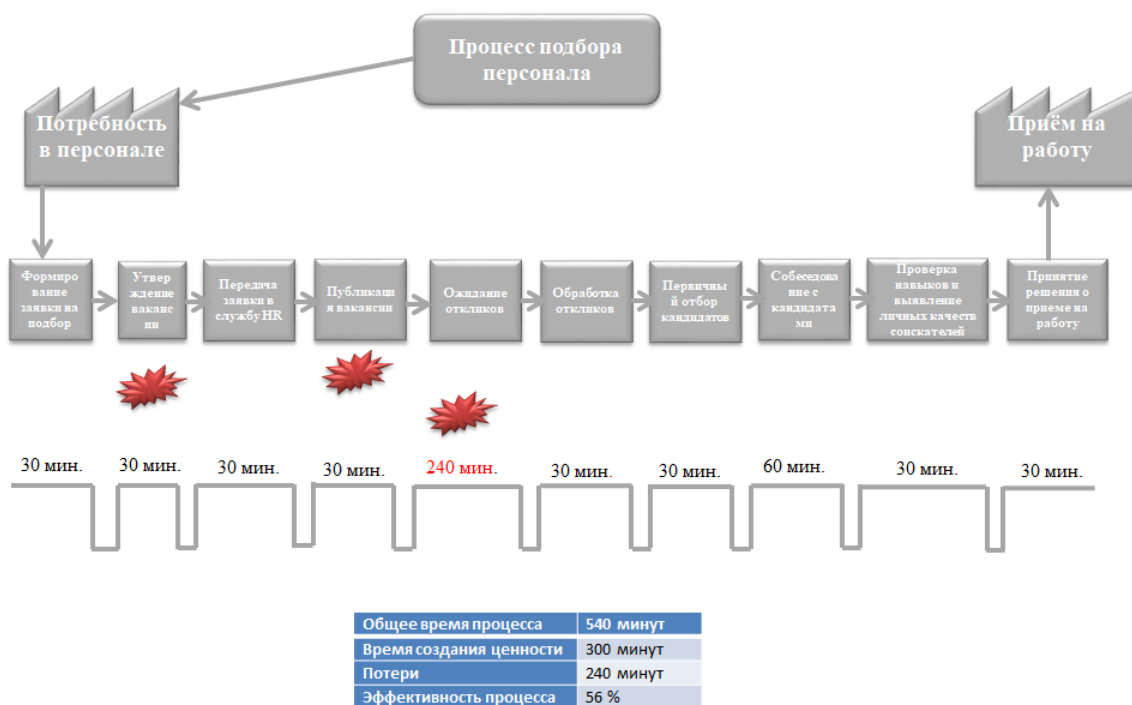 Процесс подбора
персонала
Потребность
в персонале
Приём на
работу
Формиро
вание
заявки на
подбор
Утвер
ждение
ваканс
ии
Передача
заявки в
службу HR
Публикаци
я вакансии
Ожидание
откликов
Обработка
откликов
Первичны
й отбор
кандидатов
Собеседова
ние с
кандидата
ми
Проверка
навыков и
выявление
личных качеств
соискателей
Принятие
решения о
приеме на
работу
30 мин.
30 мин.
30 мин.
30 мин.
240 мин.
30 мин.
30 мин.
60 мин.
30 мин.
30 мин.
Общее время процесса 540 минут
Время создания ценности 300 минут
Потери 240 минут
Эффективность процесса 56 %